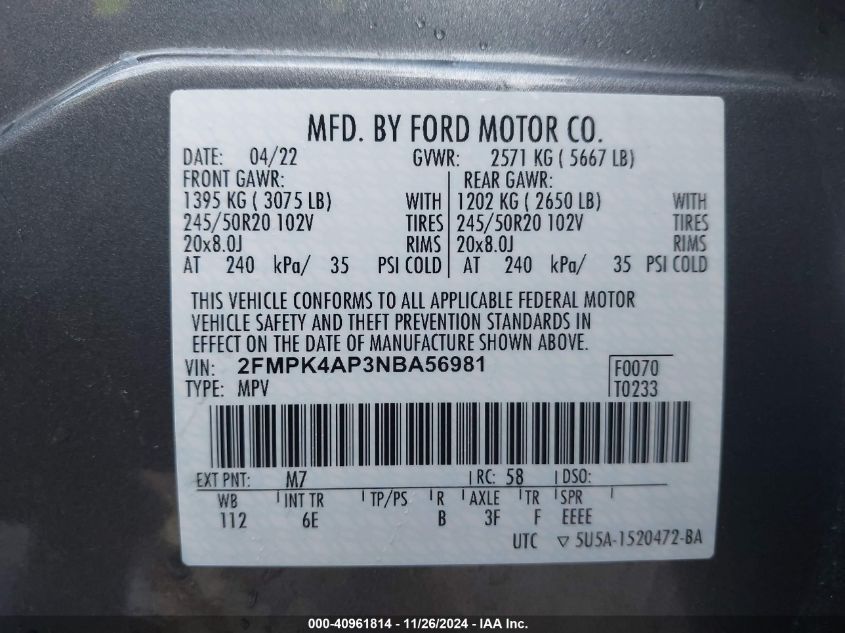 MFD. BY FORD MOTOR CO.
DATE: 04/22 GVWR: 2571 KG ( 5667 LB)
FRONT GAWR: REAR GAWR:
1395 KG ( 3075 LB) WITH 1202 KG ( 2650 LB) WITH
245/50R20 102V TIRES 245/50R20 102V TIRES
20x8.0J RIMS 20x8.0J RIMS
AT 240 kPa/ 35 PSI COLD AT 240 kPa/ 35 PSI COLD
THIS VEHICLE CONFORMS TO ALL APPLICABLE FEDERAL MOTOR
VEHICLE SAFETY AND THEFT PREVENTION STANDARDS IN
EFFECT ON THE DATE OF MANUFACTURE SHOWN ABOVE.
VIN: 2FMPK4AP3NBA56981 F0070
TYPE: MPV T0233
EXT PNT: M7 RC: 58 DSO:
WB INT TR TP/PS R AXLE TR SPR
112 6E B 3F F EEEE
UTC ▽ 5U5A-1520472-BA
000-40961814 - 11/26/2024 - IAA Inc.